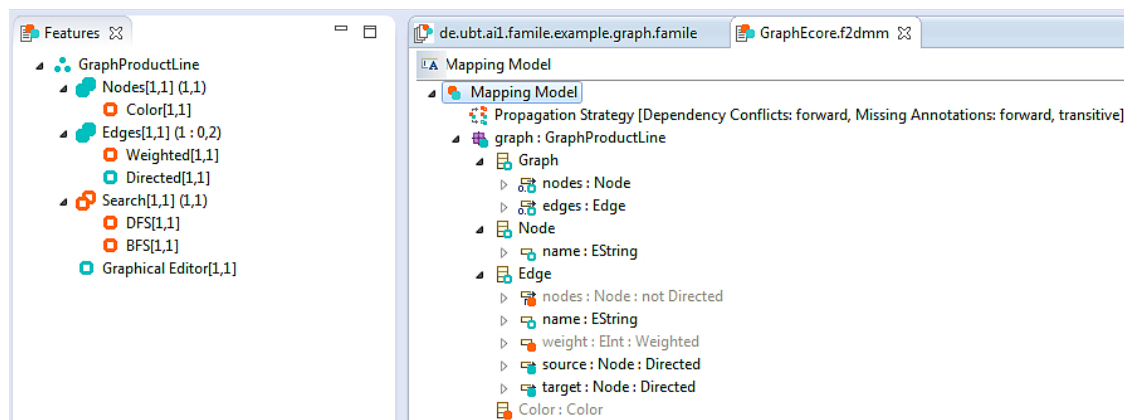 Features
GraphProductLine
Nodes[1,1] (1,1)
Color[1,1]
Edges[1,1] (1 : 0,2)
Weighted[1,1]
Directed[1,1]
Search[1,1] (1,1)
DFS[1,1]
BFS[1,1]
Graphical Editor[1,1]
de.ubt.ai1.famile.example.graph.famile
GraphEcore.f2dmm
Mapping Model
Mapping Model
Propagation Strategy [Dependency Conflicts: forward, Missing Annotations: forward, transitive]
graph : GraphProductLine
Graph
nodes : Node
edges : Edge
Node
name : EString
Edge
nodes : Node : not Directed
name : EString
weight : EInt : Weighted
source : Node : Directed
target : Node : Directed
Color : Color